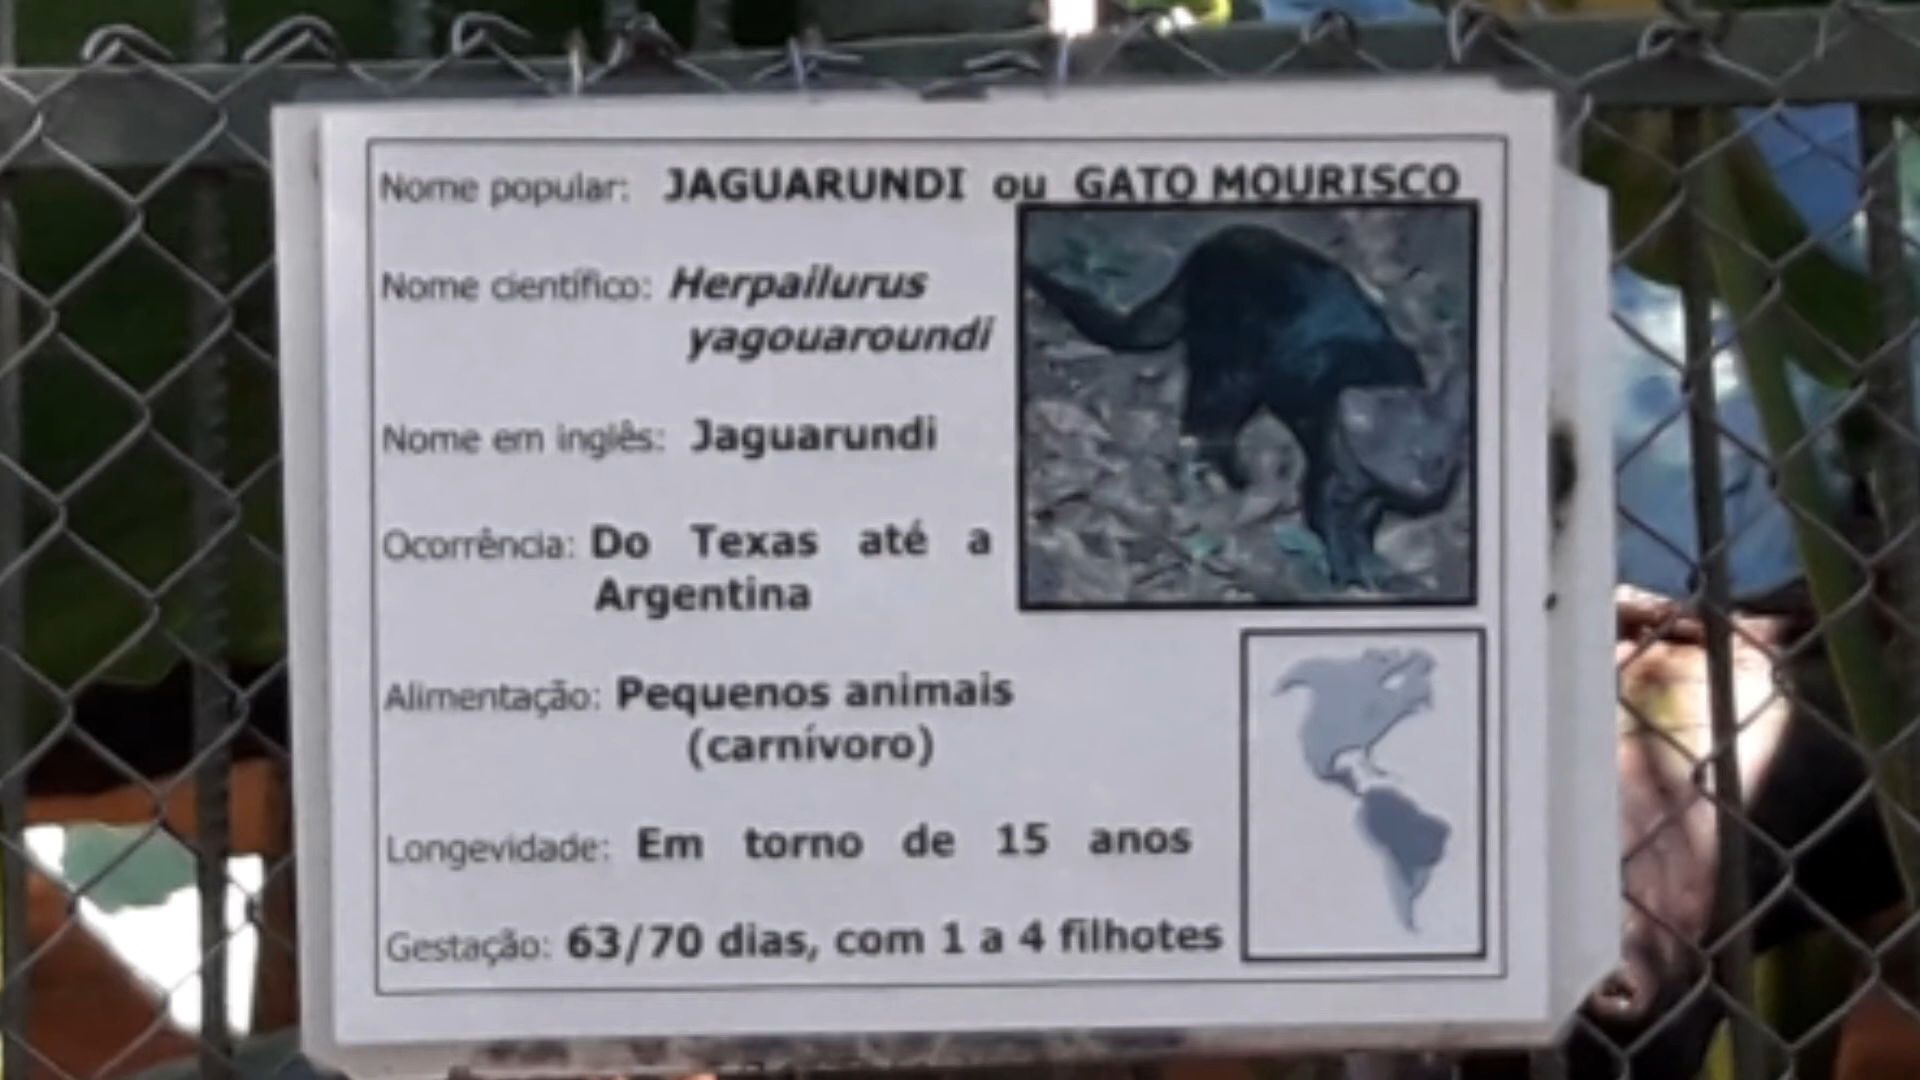 Nome popular: JAGUARUNDI ou GATO MOURISCO
Nome científico: Herpailurus
yagouaroundi
Nome em inglês: Jaguarundi
Ocorrência: Do Texas até a
Argentina
Alimentação: Pequenos animais
(carnívoro)
Longevidade: Em torno de 15 anos
Gestação: 63/70 dias, com 1 a 4 filhotes